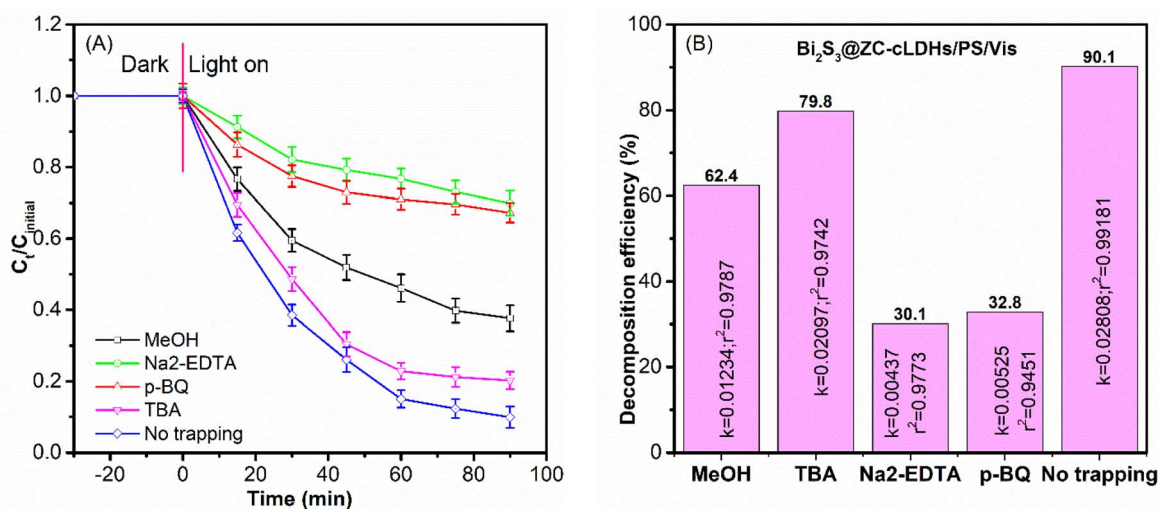 (A)
Dark
Light on
C_t/C_initial
1.2
1.0
0.8
0.6
0.4
0.2
0.0
MeOH
Na2-EDTA
p-BQ
TBA
No trapping
-20
0
20
40
60
80
100
Time (min)
(B)
Bi₂S₃@ZC-cLDHs/PS/Vis
Decomposition efficiency (%)
100
80
60
40
20
0
62.4
79.8
30.1
32.8
90.1
k=0.01234;r²=0.9787
k=0.02097;r²=0.9742
k=0.00437
r²=0.9773
k=0.00525
r²=0.9451
k=0.02808;r²=0.99181
MeOH
TBA
Na2-EDTA
p-BQ
No trapping